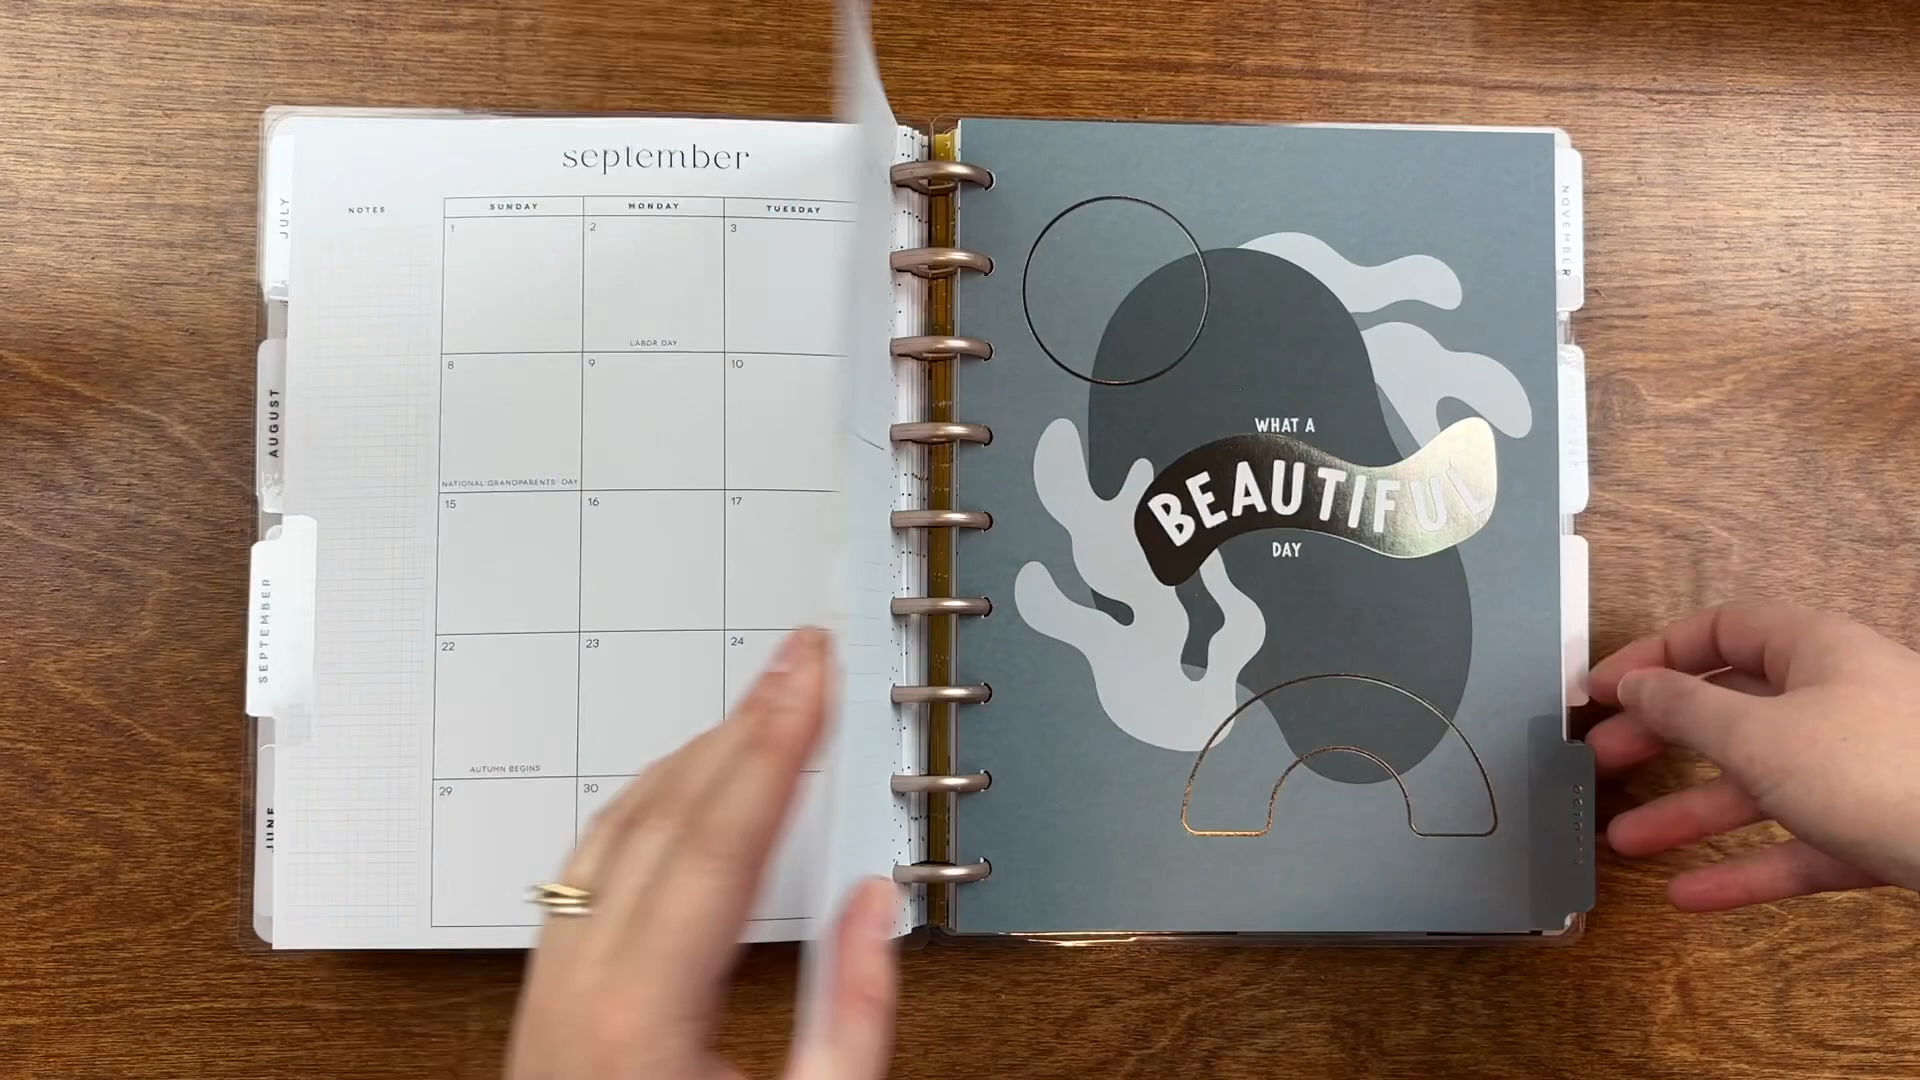 september
NOTES
SUNDAY MONDAY TUESDAY
1 2 3
LABOR DAY
8 9 10
NATIONAL GRANDPARENTS' DAY
15 16 17
22 23 24
AUTUMN BEGINS
29 30
JULY
AUGUST
SEPTEMBER
JUNE
WHAT A
BEAUTIFUL
DAY
NOVEMBER
OCTOBER